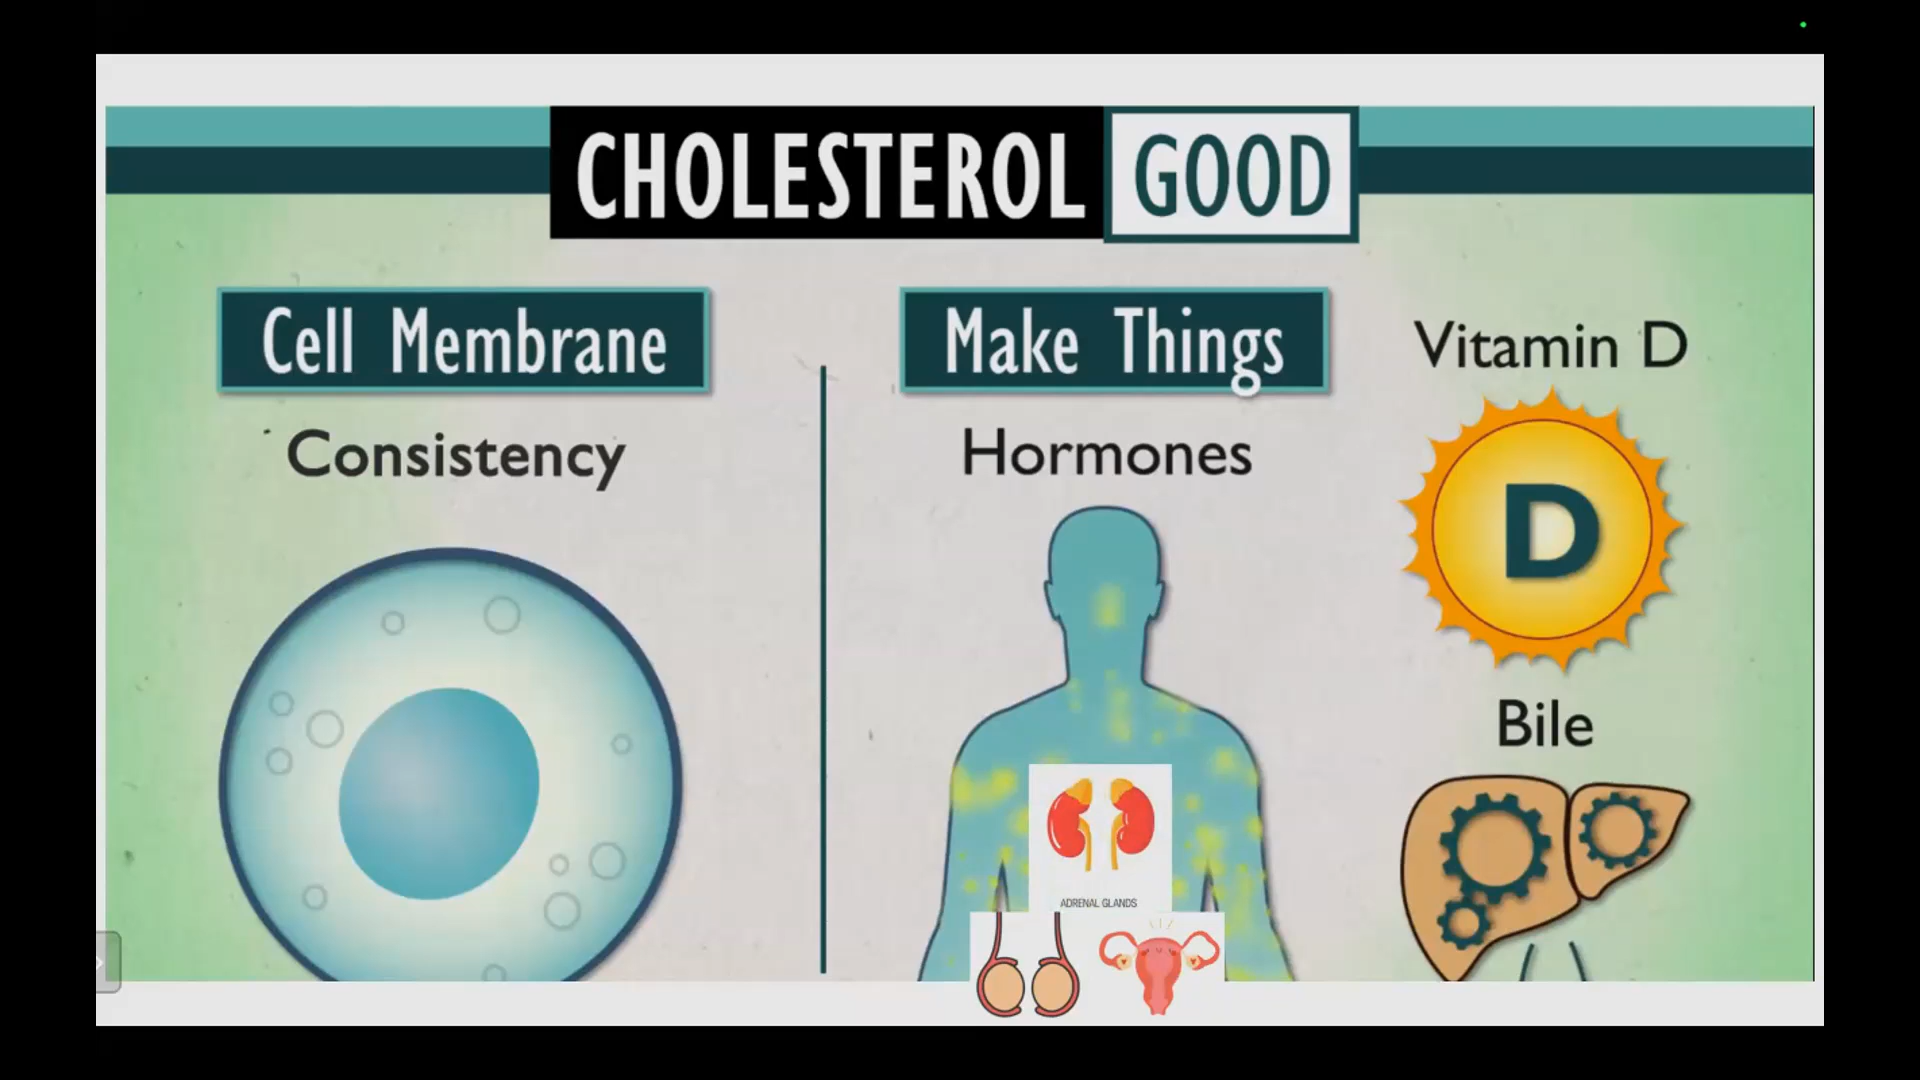 CHOLESTEROL GOOD
Cell Membrane
Consistency
Make Things
Hormones
ADRENAL GLANDS
Vitamin D
D
Bile